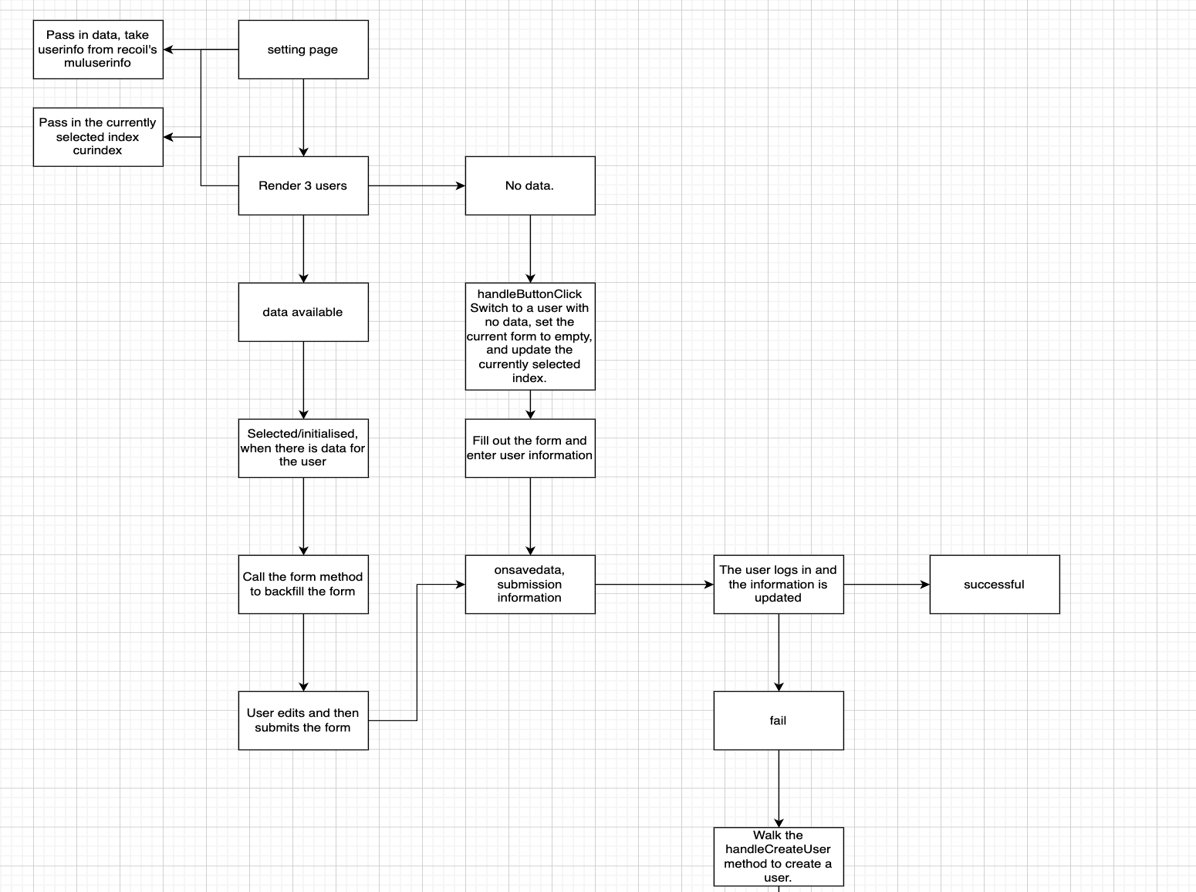 Pass in data, take
userinfo from recoil's
muluserinfo
setting page
Pass in the currently
selected index
curindex
Render 3 users
No data.
data available
handleButtonClick
Switch to a user with
no data, set the
current form to empty,
and update the
currently selected
index.
Selected/initialised,
when there is data for
the user
Fill out the form and
enter user information
Call the form method
to backfill the form
onsavedata,
submission
information
The user logs in and
the information is
updated
successful
User edits and then
submits the form
fail
Walk the
handleCreateUser
method to create a
user.